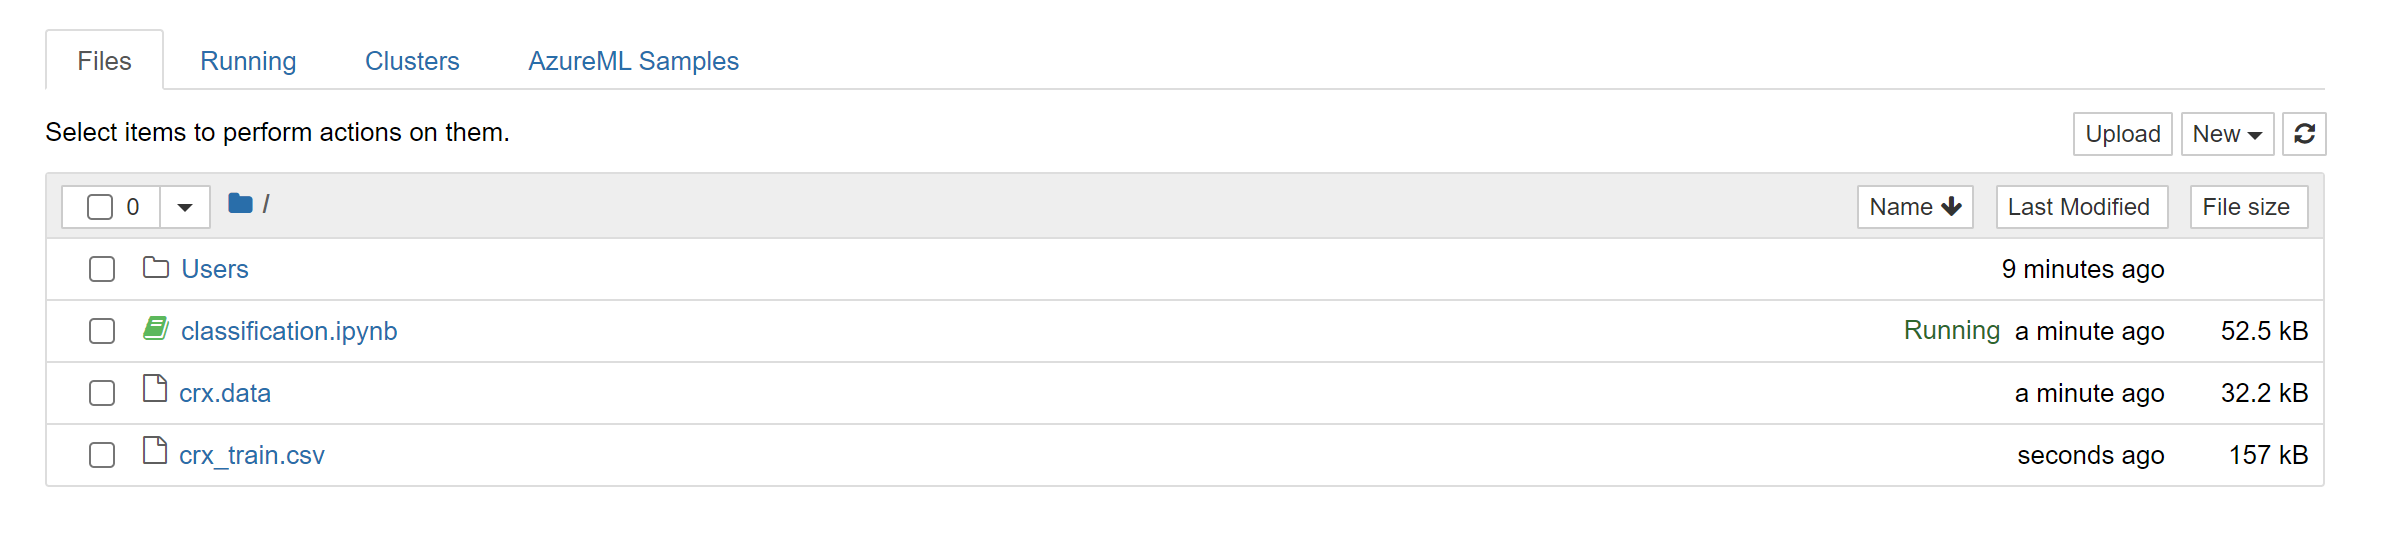 Files Running Clusters AzureML Samples
Select items to perform actions on them. Upload New
0 / Name Last Modified File size
Users 9 minutes ago
classification.ipynb Running a minute ago 52.5 kB
crx.data a minute ago 32.2 kB
crx_train.csv seconds ago 157 kB